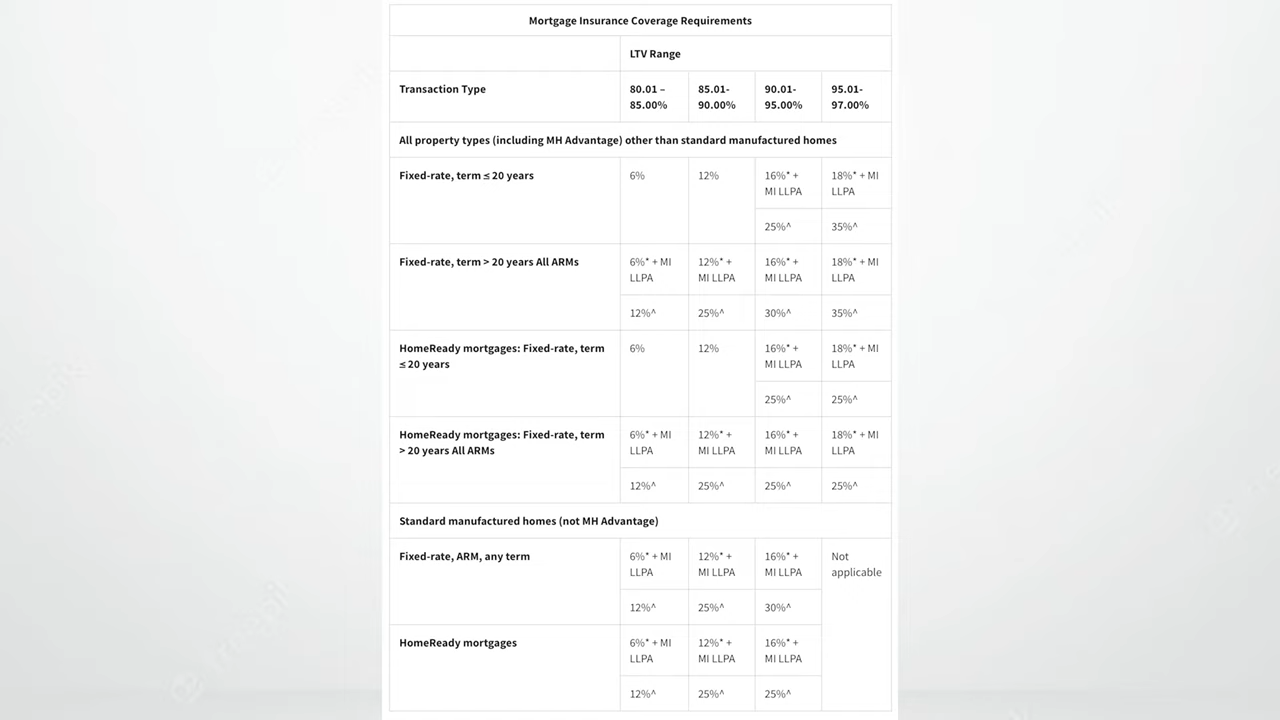 Mortgage Insurance Coverage Requirements
LTV Range
Transaction Type
80.01 –
85.00%
85.01-
90.00%
90.01-
95.00%
95.01-
97.00%
All property types (including MH Advantage) other than standard manufactured homes
Fixed-rate, term ≤ 20 years
6%
12%
16%* +
MI LLPA
18%* + MI
LLPA
25%^
35%^
Fixed-rate, term > 20 years All ARMs
6%* + MI
LLPA
12%* +
MI LLPA
16%* +
MI LLPA
18%* + MI
LLPA
12%^
25%^
30%^
35%^
HomeReady mortgages: Fixed-rate, term
≤ 20 years
6%
12%
16%* +
MI LLPA
18%* + MI
LLPA
25%^
25%^
HomeReady mortgages: Fixed-rate, term
> 20 years All ARMs
6%* + MI
LLPA
12%* +
MI LLPA
16%* +
MI LLPA
18%* + MI
LLPA
12%^
25%^
25%^
25%^
Standard manufactured homes (not MH Advantage)
Fixed-rate, ARM, any term
6%* + MI
LLPA
12%* +
MI LLPA
16%* +
MI LLPA
Not
applicable
12%^
25%^
30%^
HomeReady mortgages
6%* + MI
LLPA
12%* +
MI LLPA
16%* +
MI LLPA
12%^
25%^
25%^